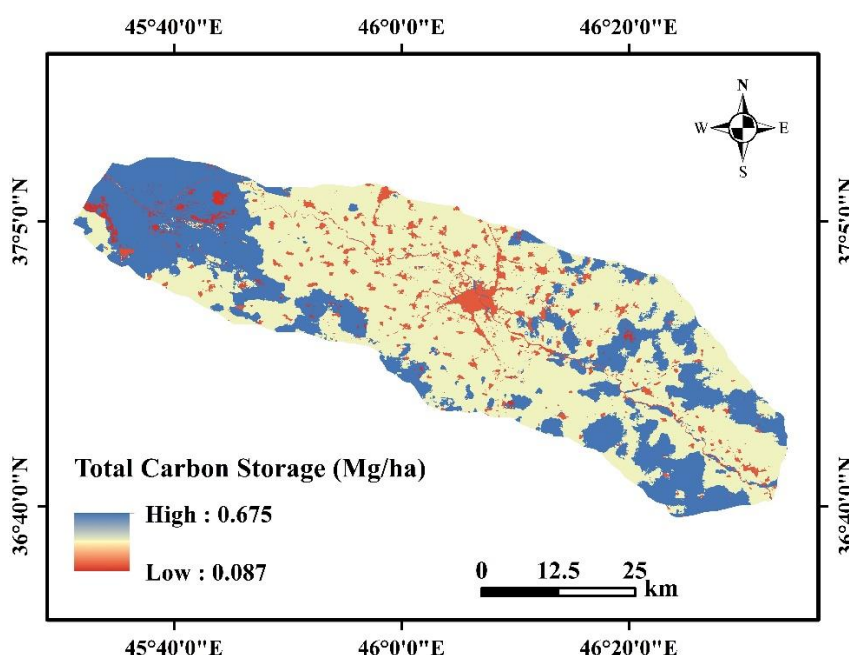 45°40'0"E 46°0'0"E 46°20'0"E
N
W E
S
37°5'0"N 37°5'0"N
Total Carbon Storage (Mg/ha)
High : 0.675
Low : 0.087
36°40'0"N 36°40'0"N
0 12.5 25
km
45°40'0"E 46°0'0"E 46°20'0"E